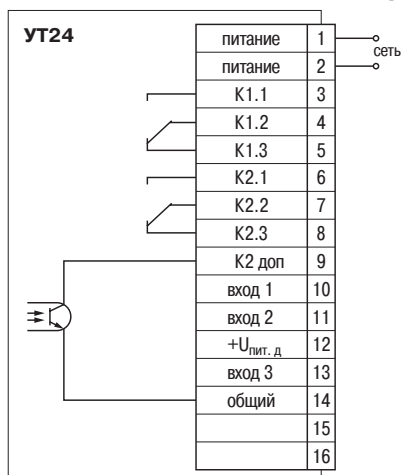 УТ24
питание 1
сеть
питание 2
К1.1 3
К1.2 4
К1.3 5
К2.1 6
К2.2 7
К2.3 8
К2 доп 9
вход 1 10
вход 2 11
+Uпит. д 12
вход 3 13
общий 14
15
16